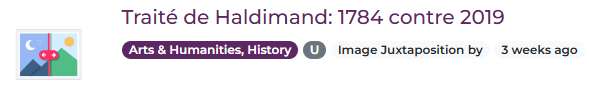 Traité de Haldimand: 1784 contre 2019
Arts & Humanities, History U Image Juxtaposition by 3 weeks ago